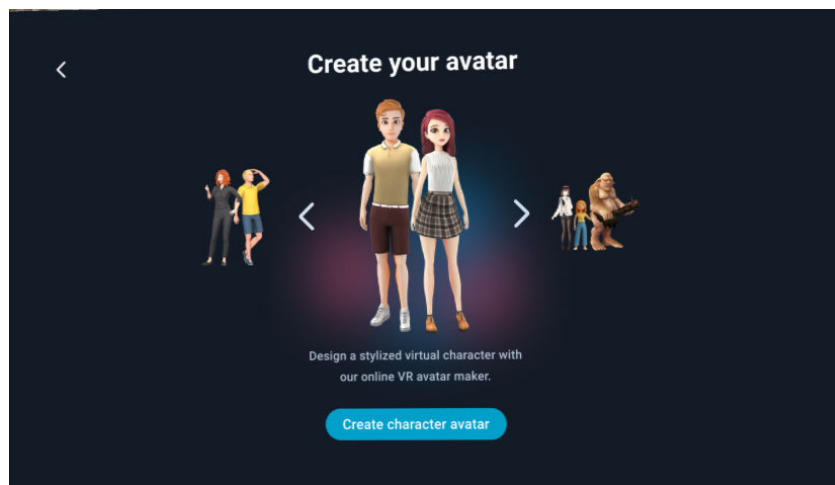 Create your avatar
Design a stylized virtual character with
our online VR avatar maker.
Create character avatar